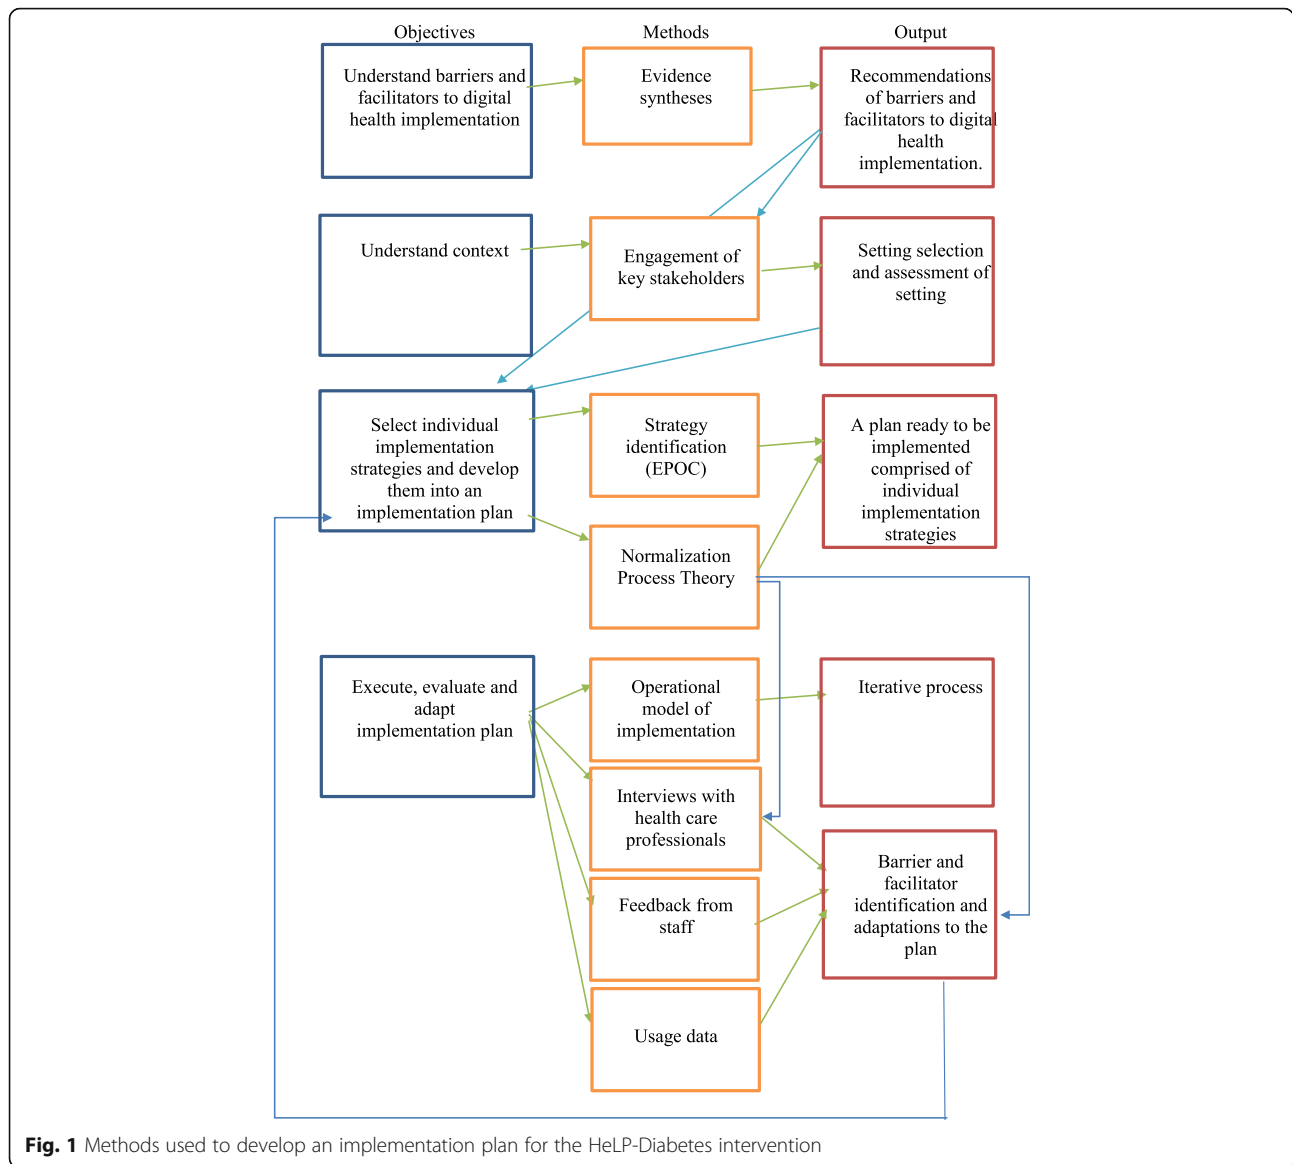 Objectives
Methods
Output
Understand barriers and
facilitators to digital
health implementation
Evidence
syntheses
Recommendations
of barriers and
facilitators to digital
health
implementation.
Understand context
Engagement of
key stakeholders
Setting selection
and assessment of
setting
Select individual
implementation
strategies and develop
them into an
implementation plan
Strategy
identification
(EPOC)
A plan ready to be
implemented
comprised of
individual
implementation
strategies
Normalization
Process Theory
Execute, evaluate and
adapt
implementation plan
Operational
model of
implementation
Iterative process
Interviews with
health care
professionals
Barrier and
facilitator
identification and
adaptations to the
plan
Feedback from
staff
Usage data
Fig. 1 Methods used to develop an implementation plan for the HeLP-Diabetes intervention